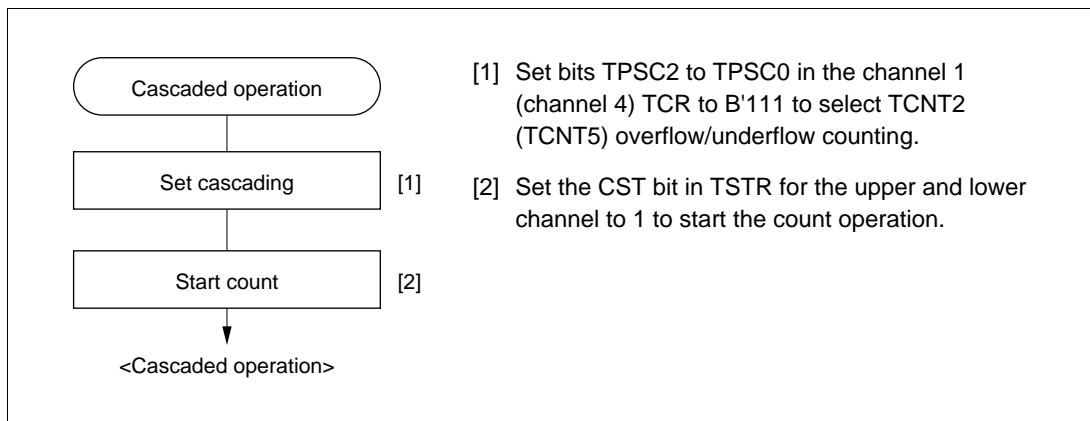 Cascaded operation
Set cascading
[1]
Start count
[2]
<Cascaded operation>
[1] Set bits TPSC2 to TPSC0 in the channel 1
(channel 4) TCR to B'111 to select TCNT2
(TCNT5) overflow/underflow counting.
[2] Set the CST bit in TSTR for the upper and lower
channel to 1 to start the count operation.